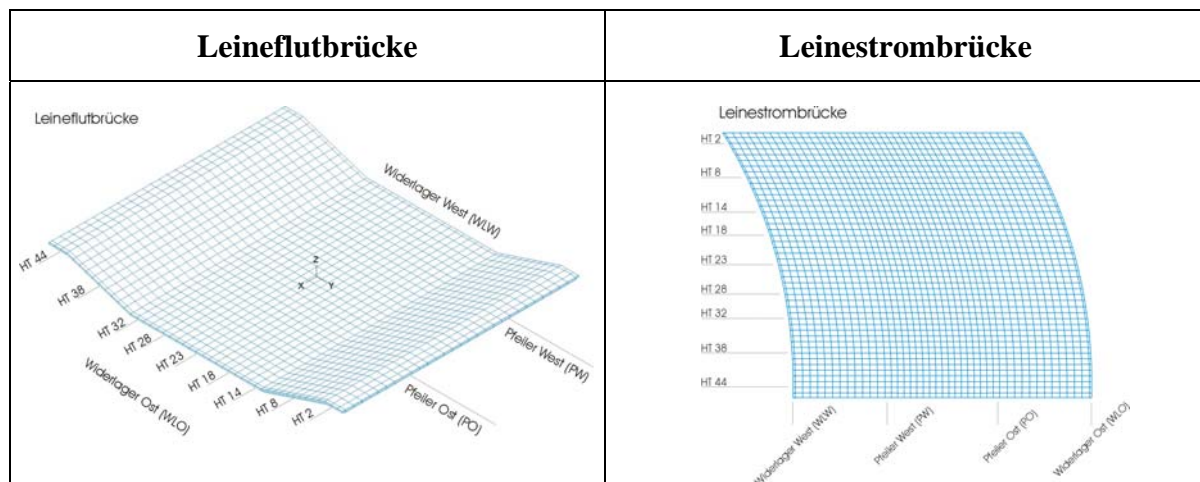 Leineflutbrücke
Leinestrombrücke
Leineflutbrücke
Widerlager West (WLW)
Z
X
Y
HT 44
HT 38
HT 32
HT 28
HT 23
HT 18
HT 14
HT 8
HT 2
Widerlager Ost (WLO)
Pfeiler West (PW)
Pfeiler Ost (PO)
Leinestrombrücke
HT 2
HT 8
HT 14
HT 18
HT 23
HT 28
HT 32
HT 38
HT 44
Widerlager West (WLW)
Pfeiler West (PW)
Pfeiler Ost (PO)
Widerlager Ost (WLO)